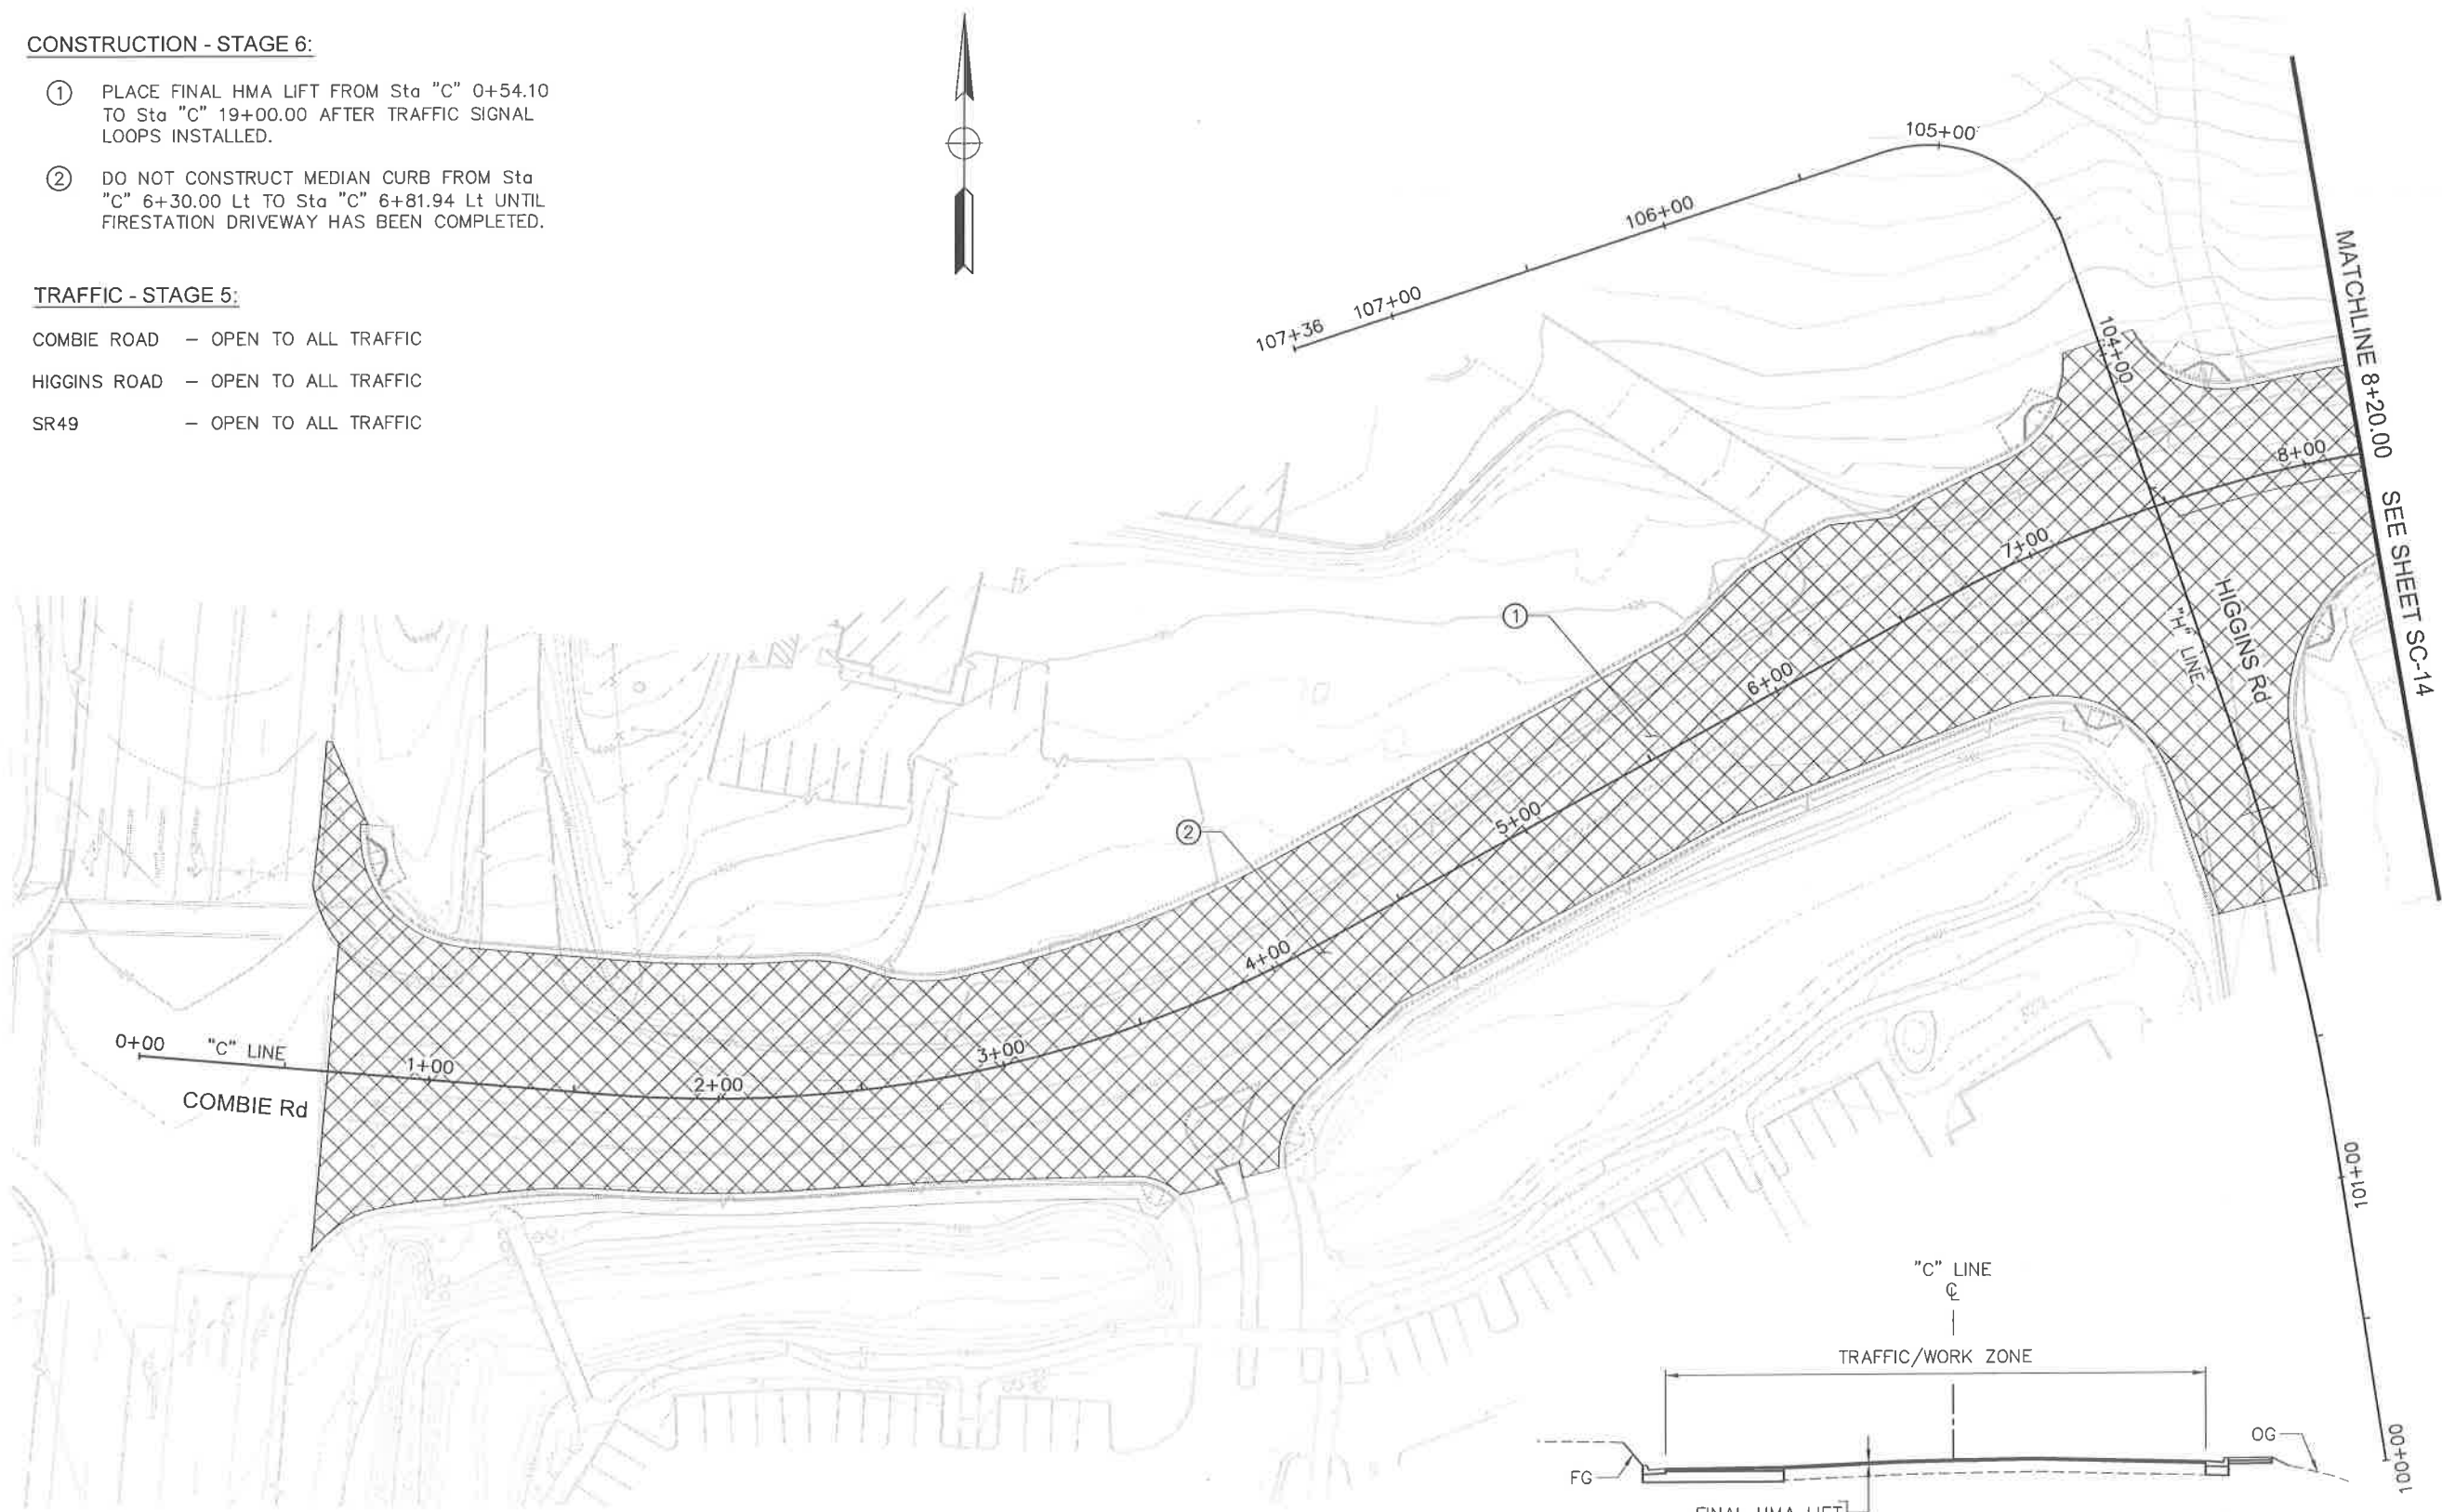 CONSTRUCTION - STAGE 6:
1 PLACE FINAL HMA LIFT FROM Sta "C" 0+54.10
TO Sta "C" 19+00.00 AFTER TRAFFIC SIGNAL
LOOPS INSTALLED.
2 DO NOT CONSTRUCT MEDIAN CURB FROM Sta
"C" 6+30.00 Lt TO Sta "C" 6+81.94 Lt UNTIL
FIRESTATION DRIVEWAY HAS BEEN COMPLETED.
TRAFFIC - STAGE 5:
COMBIE ROAD – OPEN TO ALL TRAFFIC
HIGGINS ROAD – OPEN TO ALL TRAFFIC
SR49 – OPEN TO ALL TRAFFIC
105+00
106+00
107+00
107+36
104+00
MATCHLINE 8+20.00 SEE SHEET SC-14
8+00
7+00
HIGGINS Rd
"H" LINE
1
6+00
5+00
2
4+00
3+00
2+00
1+00
0+00
"C" LINE
COMBIE Rd
101+00
100+00
"C" LINE
℄
TRAFFIC/WORK ZONE
OG
FG
FINAL HMA LIFT